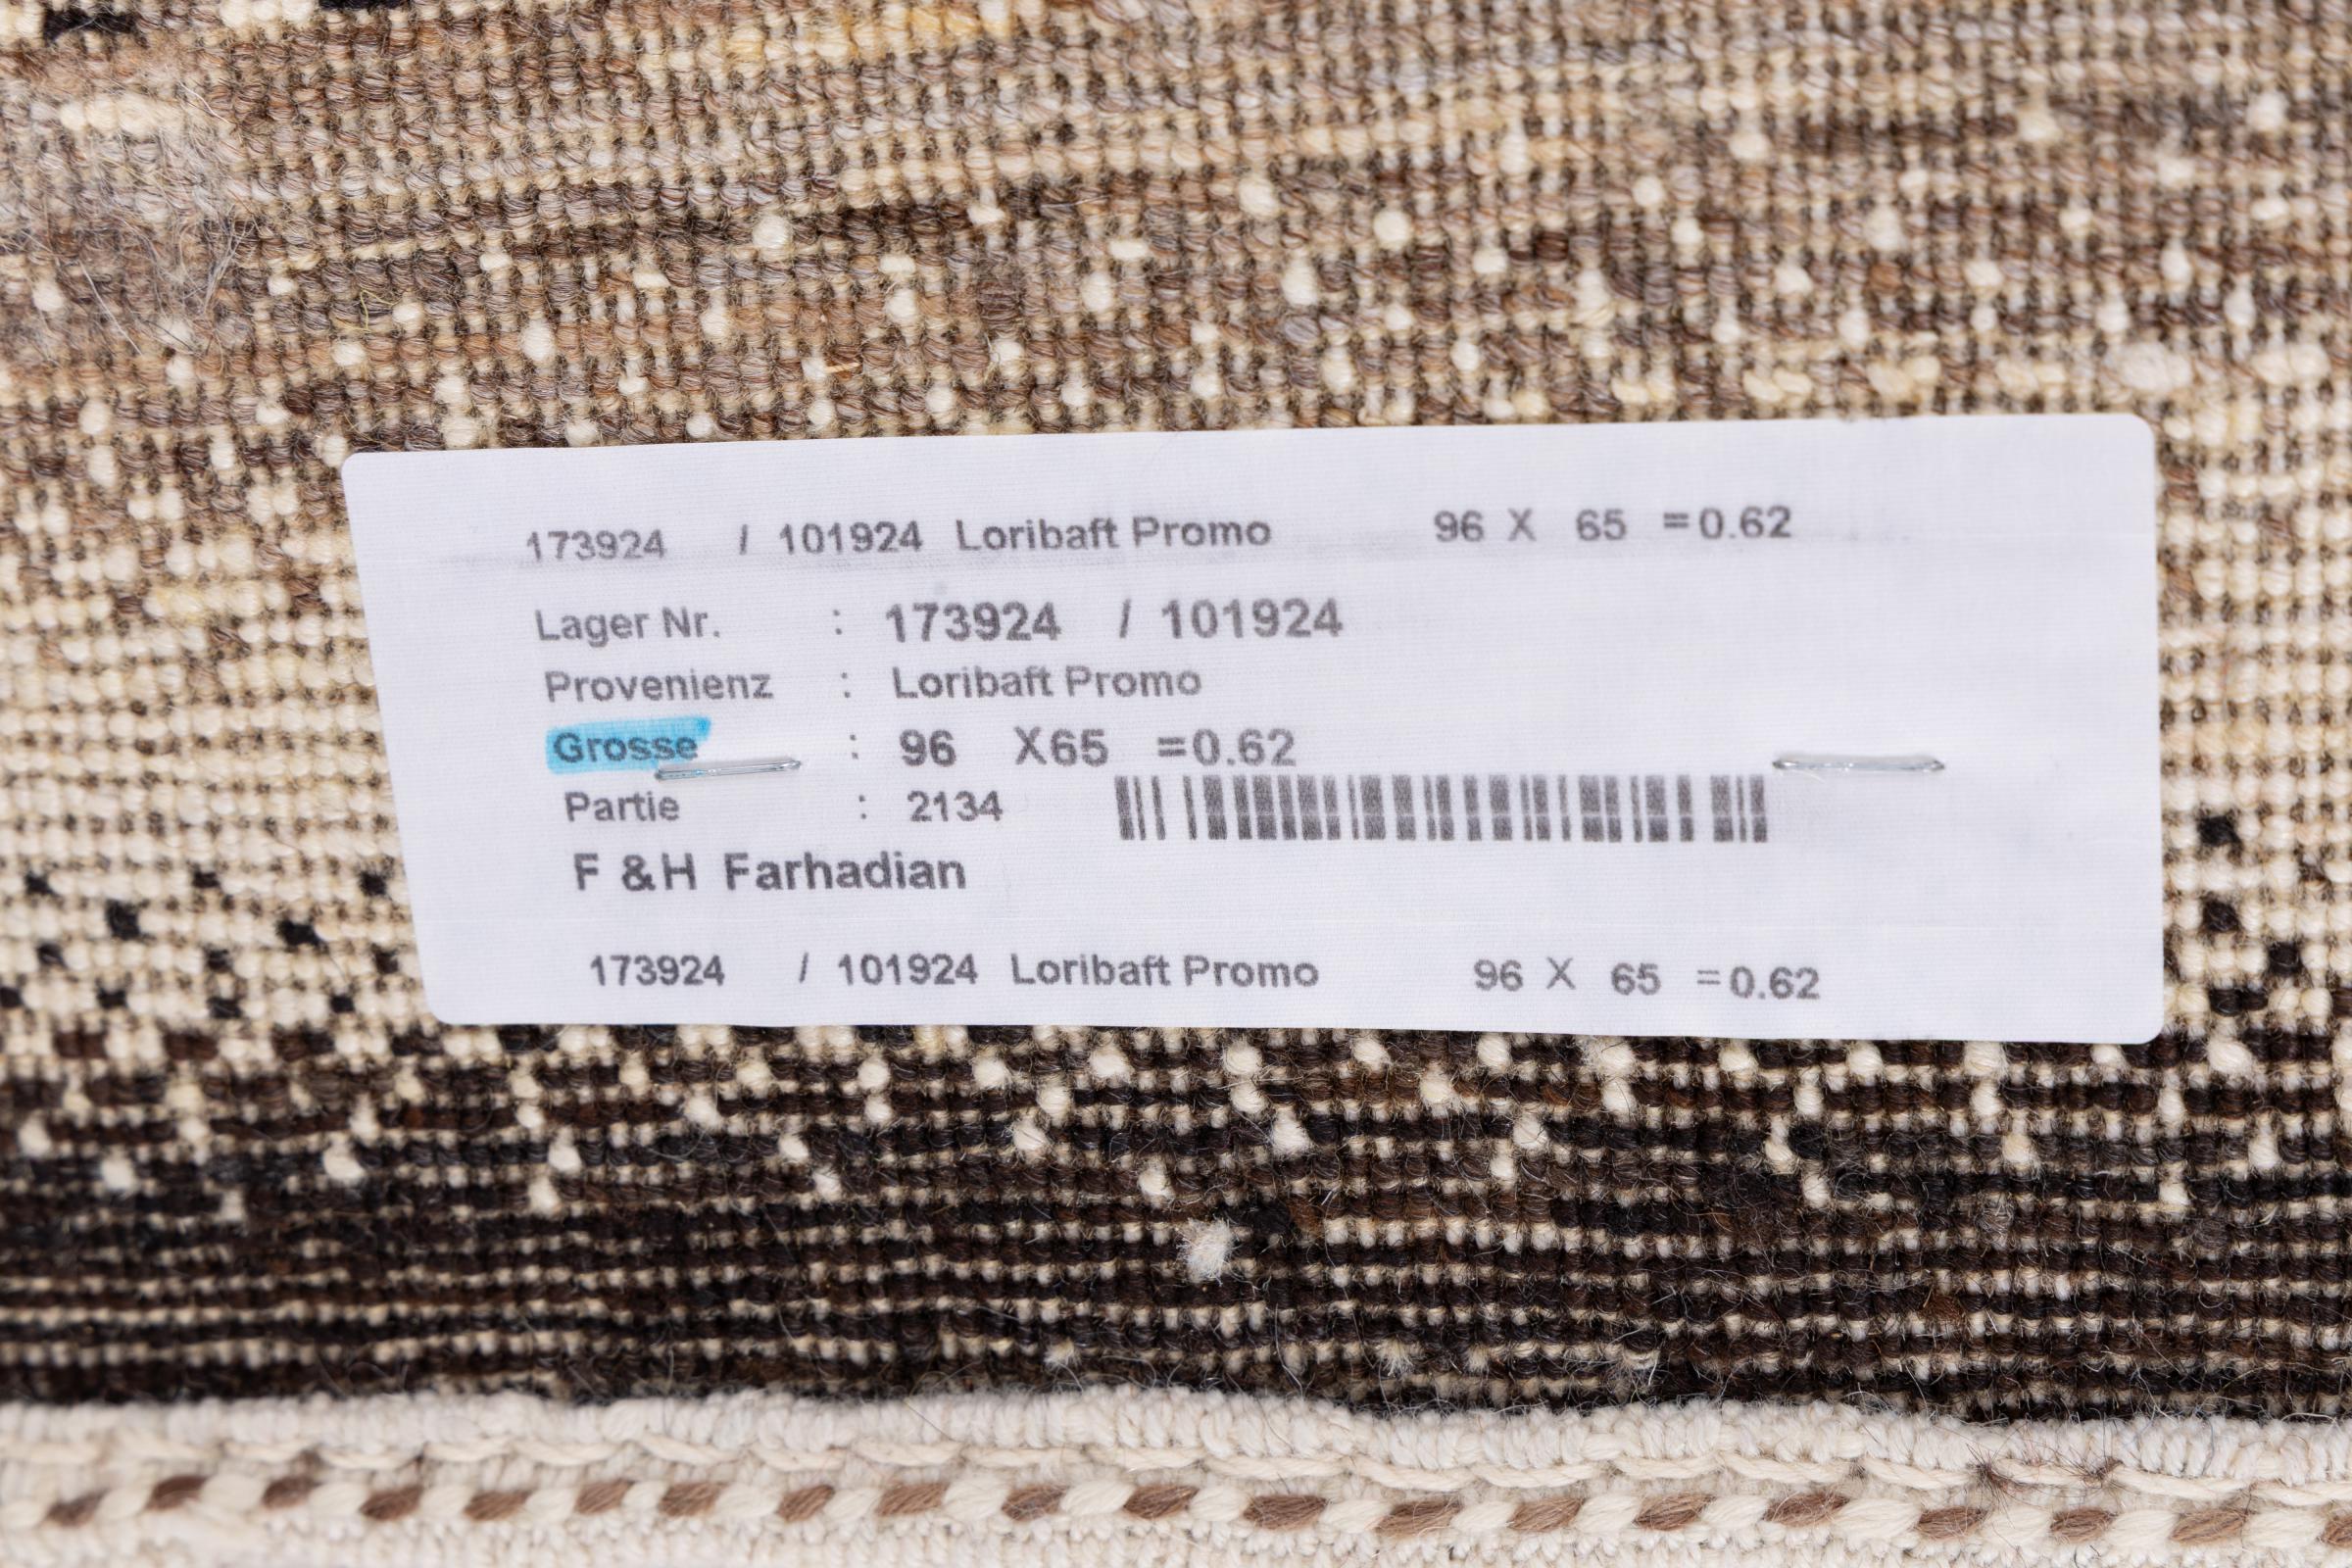 173924 / 101924 Loribaft Promo 96 X 65 =0.62
Lager Nr. : 173924 / 101924
Provenienz : Loribaft Promo
Grosse : 96 X65 =0.62
Partie : 2134
F &H Farhadian
173924 / 101924 Loribaft Promo 96 X 65 =0.62